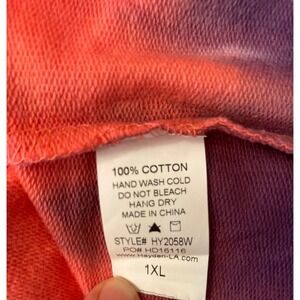 100% COTTON
HAND WASH COLD
DO NOT BLEACH
HANG DRY
MADE IN CHINA
STYLE# HY2058W
PO# HD16116
www.Hayden-LA.com
1XL